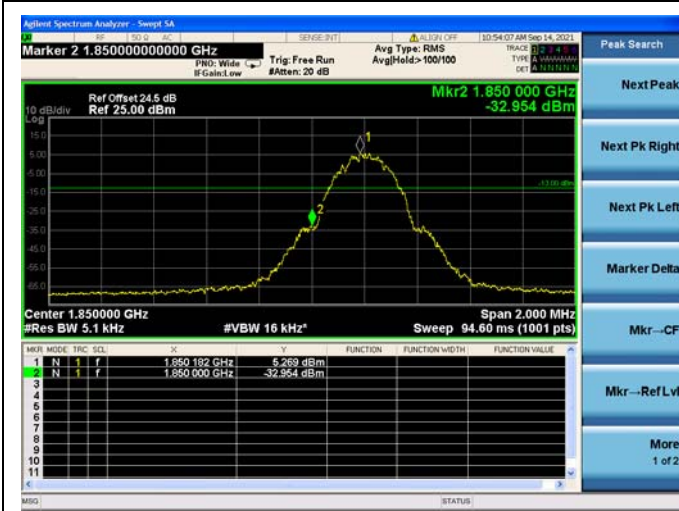 Agilent Spectrum Analyzer - Swept SA
RF 50 Ω AC SENSE:INT ALIGN OFF 10:54:07 AM Sep 14, 2021
Marker 2 1.850000000000 GHz
PNO: Wide Trig: Free Run
IFGain:Low #Atten: 20 dB
Avg Type: RMS
Avg|Hold:>100/100
TRACE 1 2 3 4 5 6
TYPE A
DET A N N N N N
Peak Search
Ref Offset 24.5 dB
10 dB/div Ref 25.00 dBm
Log
Mkr2 1.850 000 GHz
-32.954 dBm
15.0
5.00
-5.00
-15.0
-25.0
-35.0
-45.0
-55.0
-65.0
1
2
-13.00 dBm
Center 1.850000 GHz Span 2.000 MHz
#Res BW 5.1 kHz #VBW 16 kHz* Sweep 94.60 ms (1001 pts)
MKR MODE TRC SCL X Y FUNCTION FUNCTION WIDTH FUNCTION VALUE
1 N 1 f 1.850 182 GHz 5.269 dBm
2 N 1 f 1.850 000 GHz -32.954 dBm
3
4
5
6
7
8
9
10
11
MSG STATUS
Next Peak
Next Pk Right
Next Pk Left
Marker Delta
Mkr→CF
Mkr→Ref Lvl
More
1 of 2